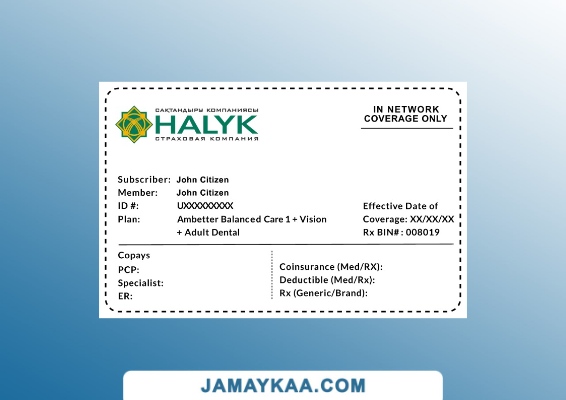 САҚТАНДЫРУ КОМПАНИЯСЫ
HALYK
СТРАХОВАЯ КОМПАНИЯ
IN NETWORK
COVERAGE ONLY
Subscriber: John Citizen
Member: John Citizen
ID #: UXXXXXXXX
Plan: Ambetter Balanced Care 1 + Vision
+ Adult Dental
Effective Date of
Coverage: XX/XX/XX
Rx BIN# : 008019
Copays
PCP:
Specialist:
ER:
Coinsurance (Med/RX):
Deductible (Med/Rx):
Rx (Generic/Brand):
JAMAYKAA.COM